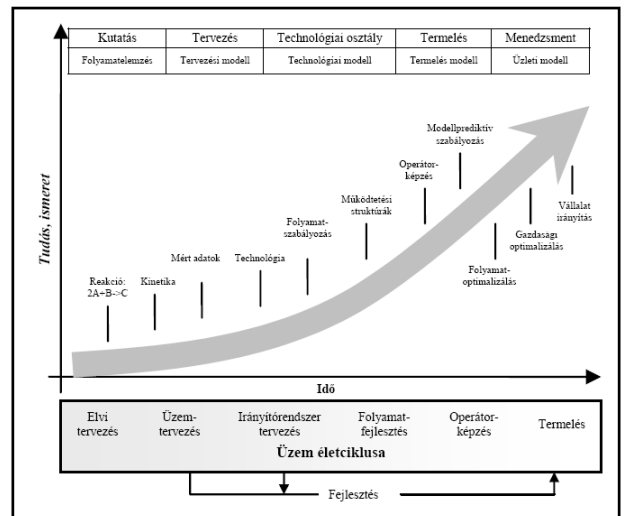 Kutatás Tervezés Technológiai osztály Termelés Menedzsment
Folyamatelemzés Tervezési modell Technológiai modell Termelés modell Üzleti modell
Tudás, ismeret
Modellprediktív
szabályozás
Operátor-
képzés
Működtetési
struktúrák
Folyamat-
szabályozás
Technológia
Mért adatok
Kinetika
Reakció:
2A+B->C
Vállalat
irányítás
Gazdasági
optimalizálás
Folyamat-
optimalizálás
Idő
Elvi
tervezés
Üzem-
tervezés
Irányítórendszer
tervezés
Folyamat-
fejlesztés
Operátor-
képzés
Termelés
Üzem életciklusa
Fejlesztés